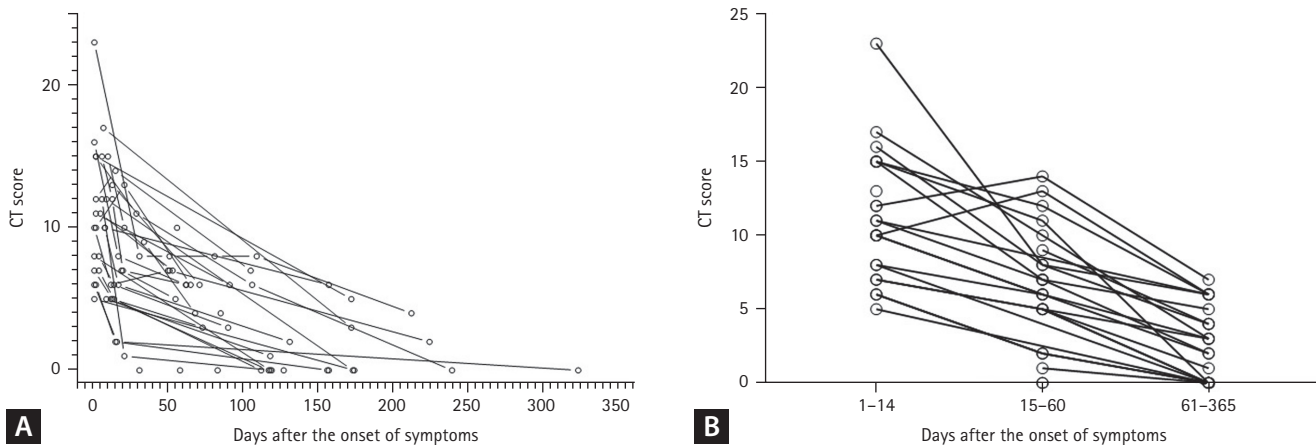 20
10
0
CT score
0 50 100 150 200 250 300 350
Days after the onset of symptoms
A
25
20
15
10
5
0
CT score
1–14 15–60 61–365
Days after the onset of symptoms
B